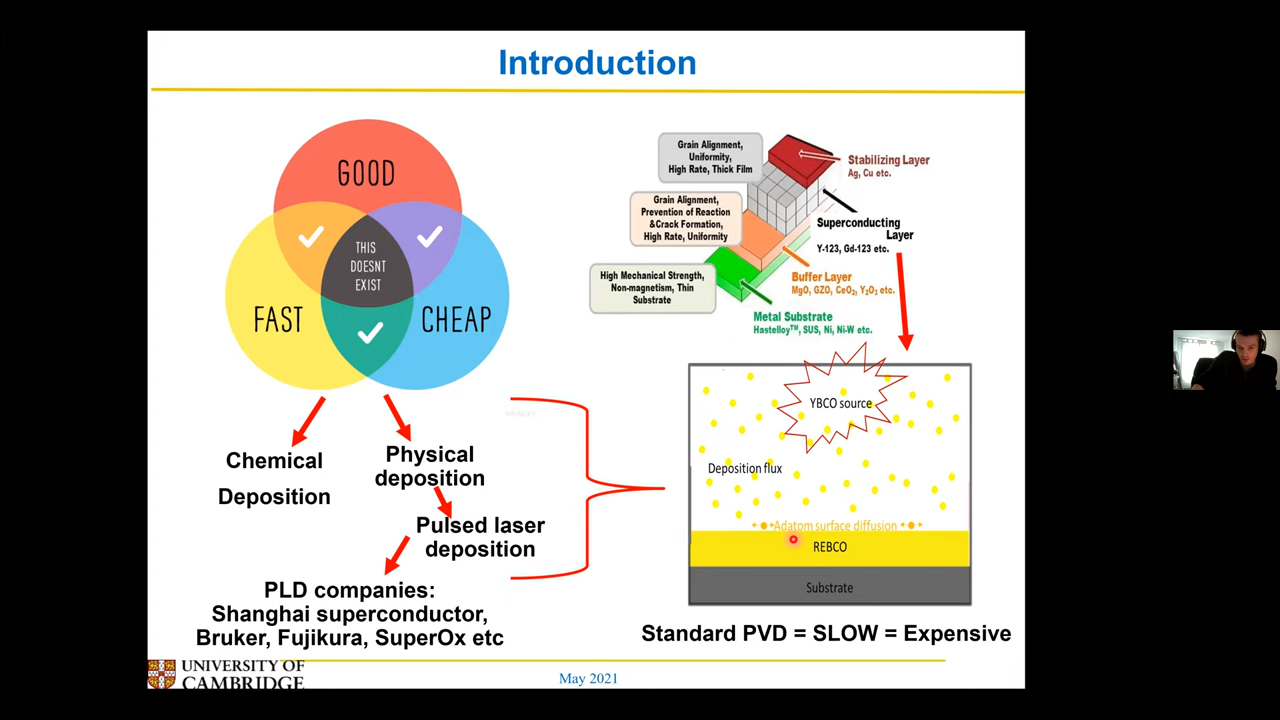 Introduction
GOOD
THIS
DOESNT
EXIST
FAST
CHEAP
Chemical
Deposition
Physical
deposition
Pulsed laser
deposition
PLD companies:
Shanghai superconductor,
Bruker, Fujikura, SuperOx etc
Grain Alignment,
Uniformity,
High Rate, Thick Film
Grain Alignment,
Prevention of Reaction
&Crack Formation,
High Rate, Uniformity
High Mechanical Strength,
Non-magnetism, Thin
Substrate
Stabilizing Layer
Ag, Cu etc.
Superconducting
Layer
Y-123, Gd-123 etc.
Buffer Layer
MgO, GZO, CeO₂, Y₂O₃ etc.
Metal Substrate
Hastelloy™, SUS, Ni, Ni-W etc.
YBCO source
Deposition flux
Adatom surface diffusion
REBCO
Substrate
Standard PVD = SLOW = Expensive
UNIVERSITY OF
CAMBRIDGE
May 2021